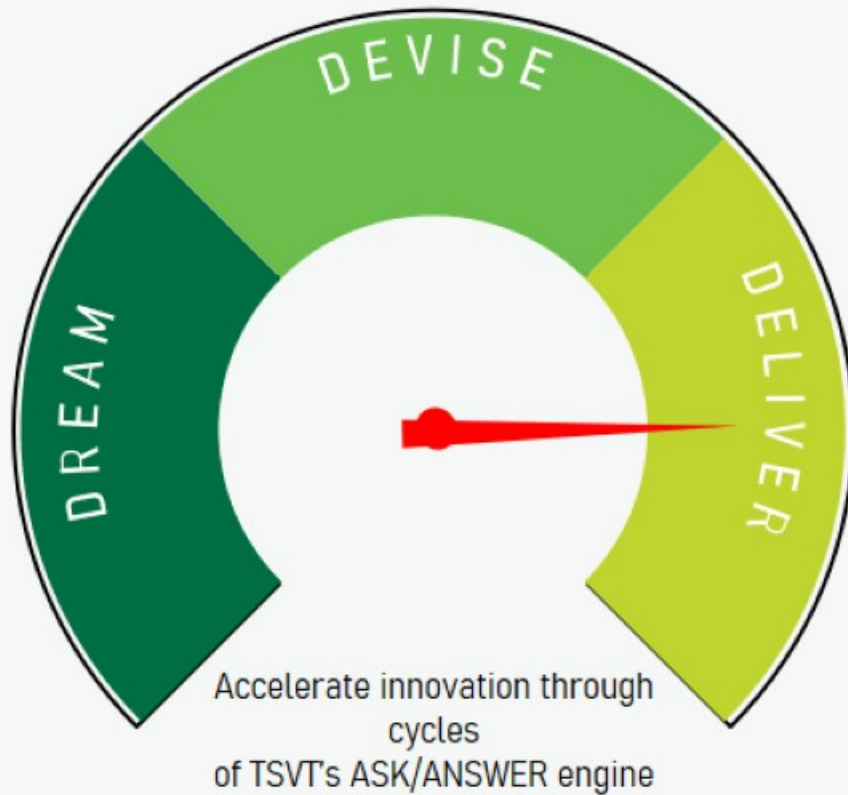 DREAM
DEVISE
DELIVER
Accelerate innovation through
cycles
of TSVT's ASK/ANSWER engine